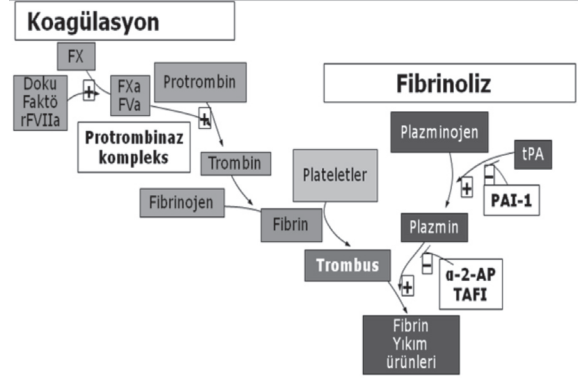 Koagülasyon
FX
Doku
Faktö
rFVIIa
+
FXa
FVa
Protrombin
+
Protrombinaz
kompleks
Trombin
Fibrinojen
Fibrin
Plateletler
Trombus
Fibrinoliz
Plazminojen
tPA
+
−
PAI-1
Plazmin
−
+
α-2-AP
TAFI
Fibrin
Yıkım
ürünleri